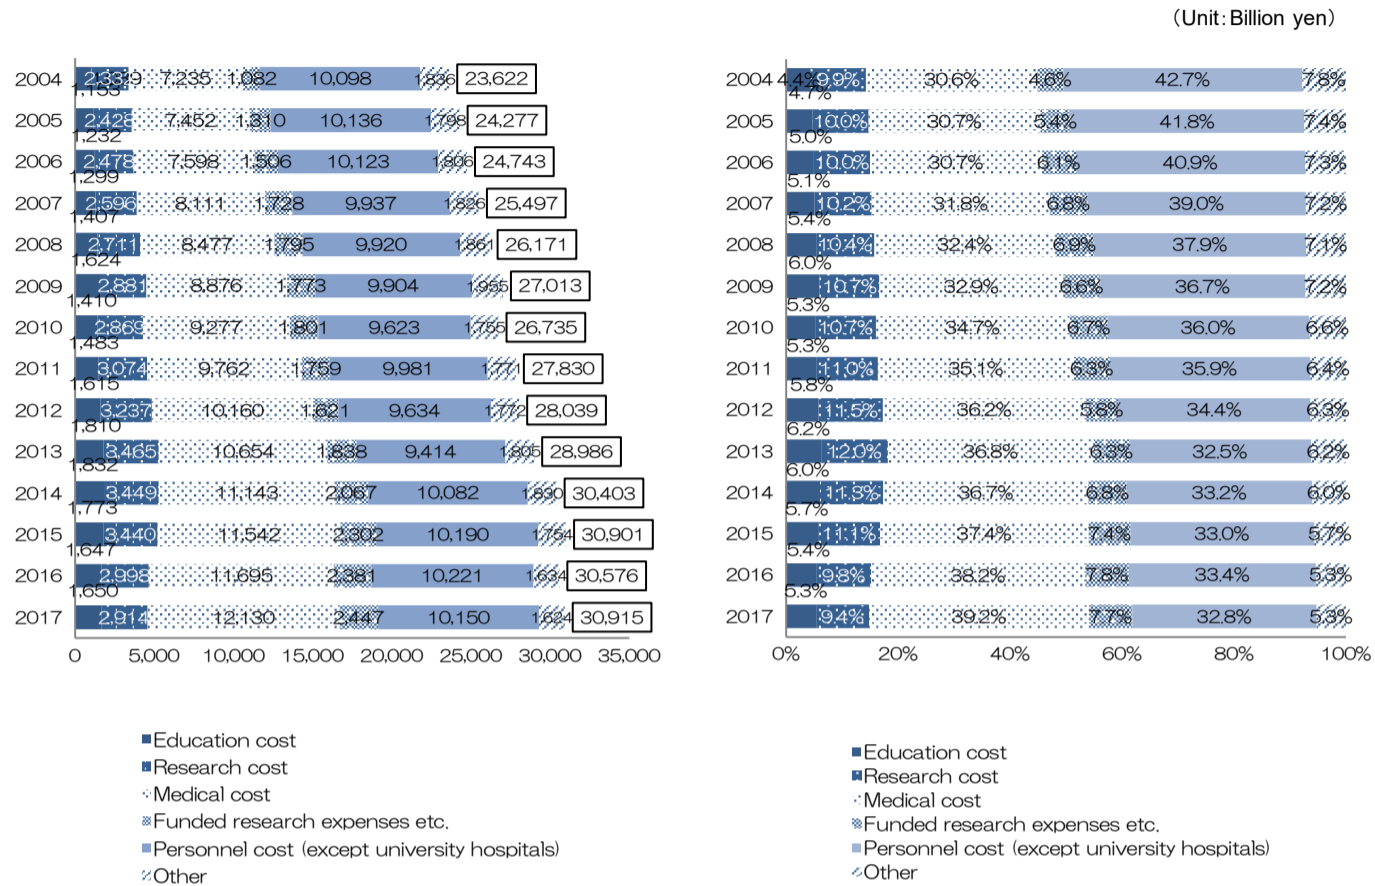 (Unit: Billion yen)
2004 2,339 7,235 1,082 10,098 1,836 23,622
1,153
2005 2,428 7,452 1,310 10,136 1,798 24,277
1,232
2006 2,478 7,598 1,506 10,123 1,806 24,743
1,299
2007 2,596 8,111 1,728 9,937 1,826 25,497
1,407
2008 2,711 8,477 1,795 9,920 1,861 26,171
1,624
2009 2,881 8,876 1,773 9,904 1,955 27,013
1,410
2010 2,869 9,277 1,801 9,623 1,755 26,735
1,483
2011 3,074 9,762 1,759 9,981 1,771 27,830
1,615
2012 3,237 10,160 1,621 9,634 1,772 28,039
1,810
2013 3,465 10,654 1,838 9,414 1,805 28,986
1,832
2014 3,449 11,143 2,067 10,082 1,830 30,403
1,773
2015 3,440 11,542 2,302 10,190 1,754 30,901
1,647
2016 2,998 11,695 2,381 10,221 1,634 30,576
1,650
2017 2,914 12,130 2,447 10,150 1,624 30,915
0 5,000 10,000 15,000 20,000 25,000 30,000 35,000
Education cost
Research cost
Medical cost
Funded research expenses etc.
Personnel cost (except university hospitals)
Other
2004 4.4% 9.9% 30.6% 4.6% 42.7% 7.8%
4.7%
2005 10.0% 30.7% 5.4% 41.8% 7.4%
5.0%
2006 10.0% 30.7% 6.1% 40.9% 7.3%
5.1%
2007 10.2% 31.8% 6.8% 39.0% 7.2%
5.4%
2008 10.4% 32.4% 6.9% 37.9% 7.1%
6.0%
2009 10.7% 32.9% 6.6% 36.7% 7.2%
5.3%
2010 10.7% 34.7% 6.7% 36.0% 6.6%
5.3%
2011 11.0% 35.1% 6.3% 35.9% 6.4%
5.8%
2012 11.5% 36.2% 5.8% 34.4% 6.3%
6.2%
2013 12.0% 36.8% 6.3% 32.5% 6.2%
6.0%
2014 11.3% 36.7% 6.8% 33.2% 6.0%
5.7%
2015 11.1% 37.4% 7.4% 33.0% 5.7%
5.4%
2016 9.8% 38.2% 7.8% 33.4% 5.3%
5.3%
2017 9.4% 39.2% 7.7% 32.8% 5.3%
0% 20% 40% 60% 80% 100%
Education cost
Research cost
Medical cost
Funded research expenses etc.
Personnel cost (except university hospitals)
Other